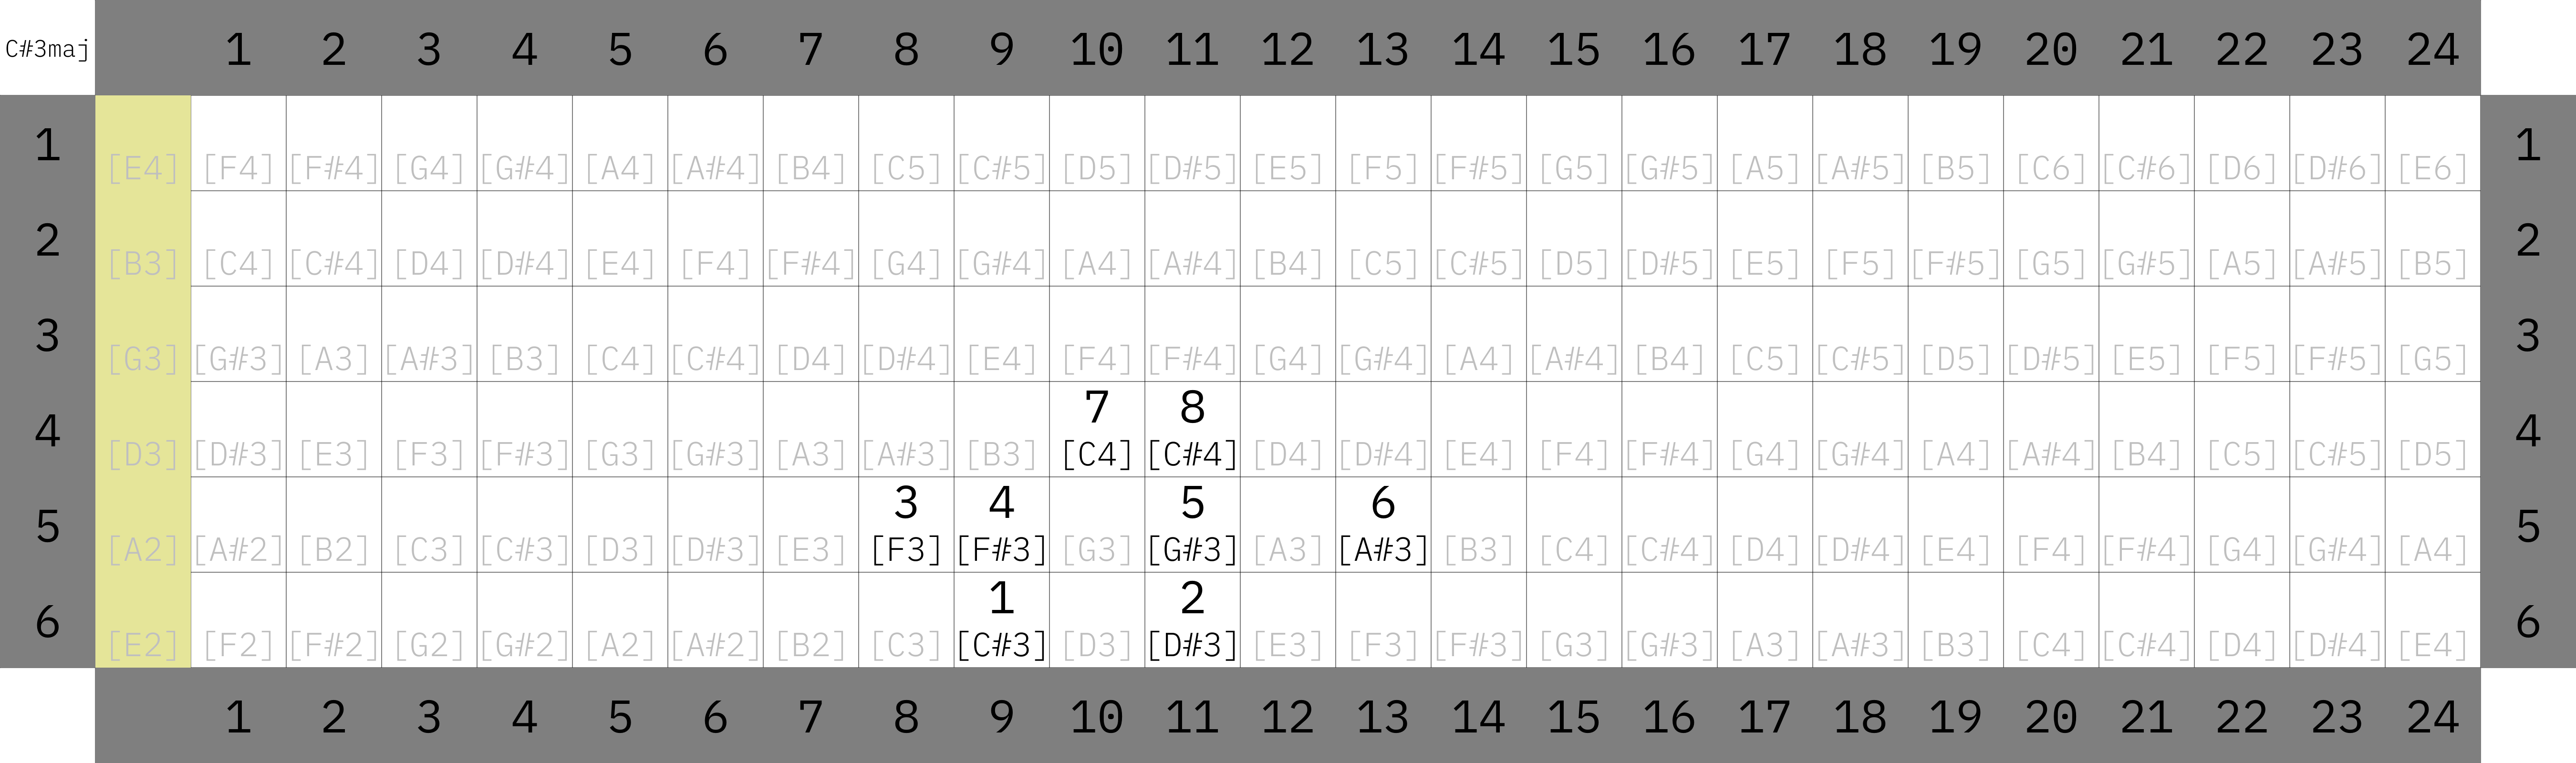 C#3maj 1 2 3 4 5 6 7 8 9 10 11 12 13 14 15 16 17 18 19 20 21 22 23 24
1 [E4] [F4] [F#4] [G4] [G#4] [A4] [A#4] [B4] [C5] [C#5] [D5] [D#5] [E5] [F5] [F#5] [G5] [G#5] [A5] [A#5] [B5] [C6] [C#6] [D6] [D#6] [E6] 1
2 [B3] [C4] [C#4] [D4] [D#4] [E4] [F4] [F#4] [G4] [G#4] [A4] [A#4] [B4] [C5] [C#5] [D5] [D#5] [E5] [F5] [F#5] [G5] [G#5] [A5] [A#5] [B5] 2
3 [G3] [G#3] [A3] [A#3] [B3] [C4] [C#4] [D4] [D#4] [E4] [F4] [F#4] [G4] [G#4] [A4] [A#4] [B4] [C5] [C#5] [D5] [D#5] [E5] [F5] [F#5] [G5] 3
7 8
4 [D3] [D#3] [E3] [F3] [F#3] [G3] [G#3] [A3] [A#3] [B3] [C4] [C#4] [D4] [D#4] [E4] [F4] [F#4] [G4] [G#4] [A4] [A#4] [B4] [C5] [C#5] [D5] 4
3 4 5 6
5 [A2] [A#2] [B2] [C3] [C#3] [D3] [D#3] [E3] [F3] [F#3] [G3] [G#3] [A3] [A#3] [B3] [C4] [C#4] [D4] [D#4] [E4] [F4] [F#4] [G4] [G#4] [A4] 5
1 2
6 [E2] [F2] [F#2] [G2] [G#2] [A2] [A#2] [B2] [C3] [C#3] [D3] [D#3] [E3] [F3] [F#3] [G3] [G#3] [A3] [A#3] [B3] [C4] [C#4] [D4] [D#4] [E4] 6
1 2 3 4 5 6 7 8 9 10 11 12 13 14 15 16 17 18 19 20 21 22 23 24